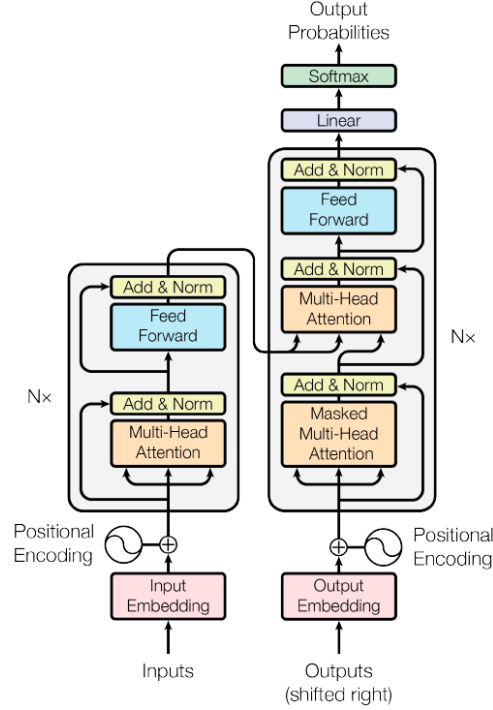 Output
Probabilities
Softmax
Linear
Add & Norm
Feed
Forward
Add & Norm
Multi-Head
Attention
Add & Norm
Masked
Multi-Head
Attention
N×
Add & Norm
Feed
Forward
Add & Norm
Multi-Head
Attention
N×
Positional
Encoding
Positional
Encoding
Input
Embedding
Output
Embedding
Inputs
Outputs
(shifted right)